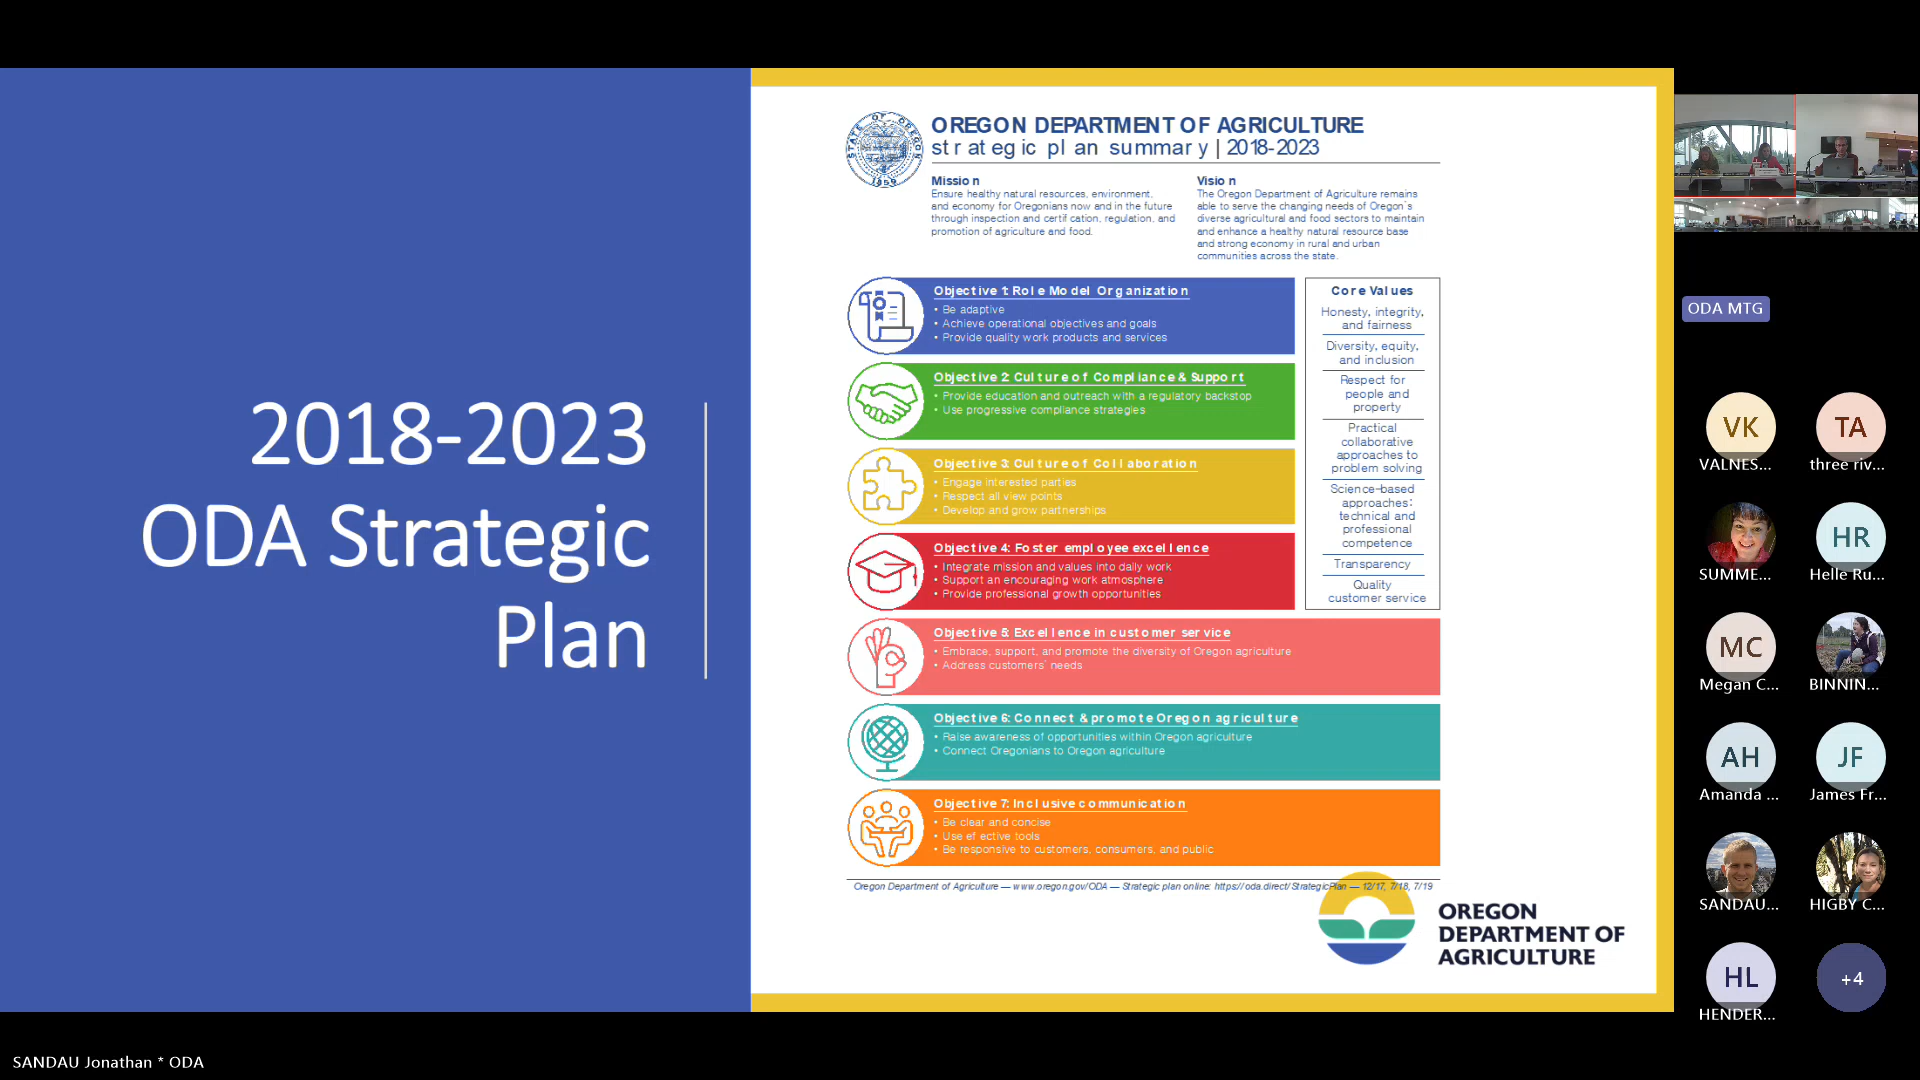 2018-2023
ODA Strategic
Plan
STATE OF OREGON
1859
OREGON DEPARTMENT OF AGRICULTURE
strategic plan summary | 2018-2023
Mission
Ensure healthy natural resources, environment,
and economy for Oregonians now and in the future
through inspection and certif cation, regulation, and
promotion of agriculture and food.
Vision
The Oregon Department of Agriculture remains
able to serve the changing needs of Oregon's
diverse agricultural and food sectors to maintain
and enhance a healthy natural resource base
and strong economy in rural and urban
communities across the state.
Objective 1: Role Model Organization
• Be adaptive
• Achieve operational objectives and goals
• Provide quality work products and services
Objective 2: Culture of Compliance & Support
• Provide education and outreach with a regulatory backstop
• Use progressive compliance strategies
Objective 3: Culture of Collaboration
• Engage interested parties
• Respect all view points
• Develop and grow partnerships
Objective 4: Foster employee excellence
• Integrate mission and values into daily work
• Support an encouraging work atmosphere
• Provide professional growth opportunities
Core Values
Honesty, integrity,
and fairness
Diversity, equity,
and inclusion
Respect for
people and
property
Practical
collaborative
approaches to
problem solving
Science-based
approaches:
technical and
professional
competence
Transparency
Quality
customer service
Objective 5: Excellence in customer service
• Embrace, support, and promote the diversity of Oregon agriculture
• Address customers' needs
Objective 6: Connect & promote Oregon agriculture
• Raise awareness of opportunities within Oregon agriculture
• Connect Oregonians to Oregon agriculture
Objective 7: Inclusive communication
• Be clear and concise
• Use ef ective tools
• Be responsive to customers, consumers, and public
Oregon Department of Agriculture — www.oregon.gov/ODA — Strategic plan online: https://oda.direct/StrategicPlan — 12/17, 7/18, 7/19
OREGON
DEPARTMENT OF
AGRICULTURE
ODA MTG
VK
VALNES...
TA
three riv...
SUMME...
HR
Helle Ru...
MC
Megan C...
BINNIN...
AH
Amanda ...
JF
James Fr...
SANDAU...
HIGBY C...
HL
HENDER...
+4
SANDAU Jonathan * ODA